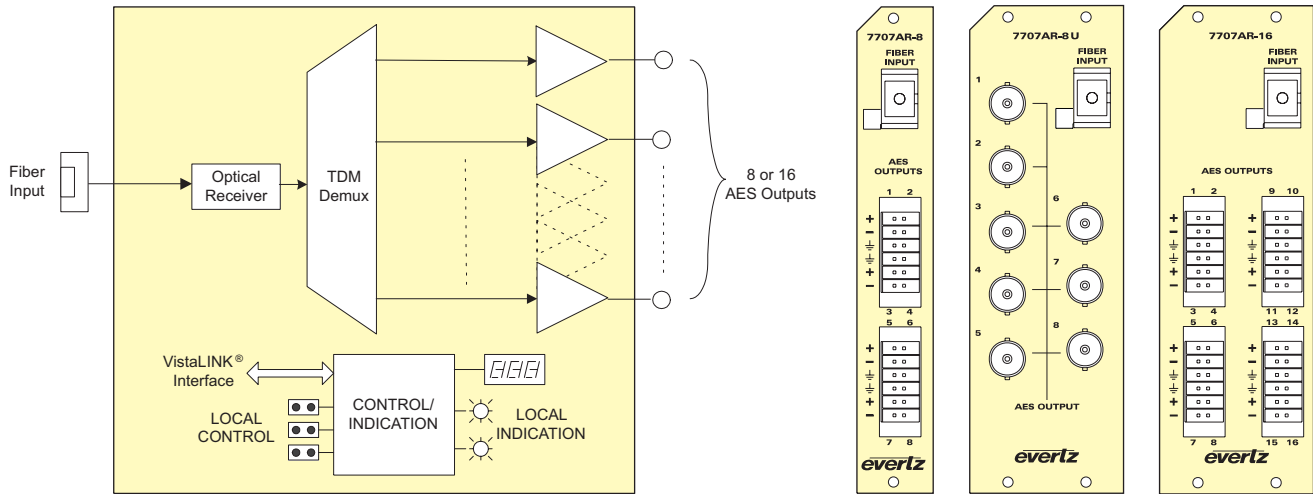 Fiber
Input
Optical
Receiver
TDM
Demux
8 or 16
AES Outputs
VistaLINK®
Interface
LOCAL
CONTROL
CONTROL/
INDICATION
LOCAL
INDICATION
7707AR-8
FIBER
INPUT
AES
OUTPUTS
1 2
+
-
+
-
3 4
5 6
+
-
+
-
7 8
evertz
7707AR-8U
FIBER
INPUT
1
2
3
6
4
7
5
8
AES OUTPUT
evertz
7707AR-16
FIBER
INPUT
AES OUTPUTS
1 2 9 10
+ +
- -
+ +
- -
3 4 11 12
5 6 13 14
+ +
- -
+ +
- -
7 8 15 16
evertz